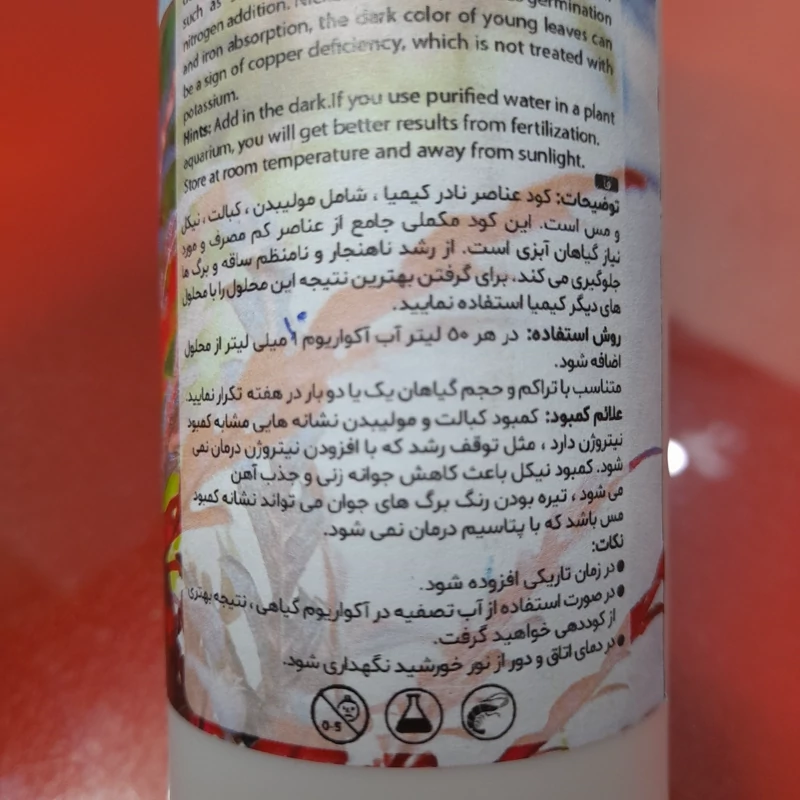 such as
germination
nitrogen addition.
and iron absorption, the dark color of young leaves can
be a sign of copper deficiency, which is not treated with
potassium.
Hints: Add in the dark.If you use purified water in a plant
aquarium, you will get better results from fertilization.
Store at room temperature and away from sunlight.
فا
توضیحات: کود عناصر نادر کیمیا ، شامل مولیبدن ، کبالت ، نیکل
و مس است. این کود مکملی جامع از عناصر کم مصرف و مورد
نیاز گیاهان آبزی است. از رشد ناهنجار و نامنظم ساقه و برگ ها
جلوگیری می کند. برای گرفتن بهترین نتیجه این محلول را با محلول
های دیگر کیمیا استفاده نمایید.
روش استفاده: در هر ۵۰ لیتر آب آکواریوم ۱ میلی لیتر از محلول
اضافه شود.
متناسب با تراکم و حجم گیاهان یک یا دو بار در هفته تکرار نمایید.
علائم کمبود: کمبود کبالت و مولیبدن نشانه هایی مشابه کمبود
نیتروژن دارد ، مثل توقف رشد که با افزودن نیتروژن درمان نمی
شود. کمبود نیکل باعث کاهش جوانه زنی و جذب آهن
می شود ، تیره بودن رنگ برگ های جوان می تواند نشانه کمبود
مس باشد که با پتاسیم درمان نمی شود.
نکات:
●در زمان تاریکی افزوده شود.
●در صورت استفاده از آب تصفیه در آکواریوم گیاهی ، نتیجه بهتری
از کوددهی خواهید گرفت.
●در دمای اتاق و دور از نور خورشید نگهداری شود.
0-5